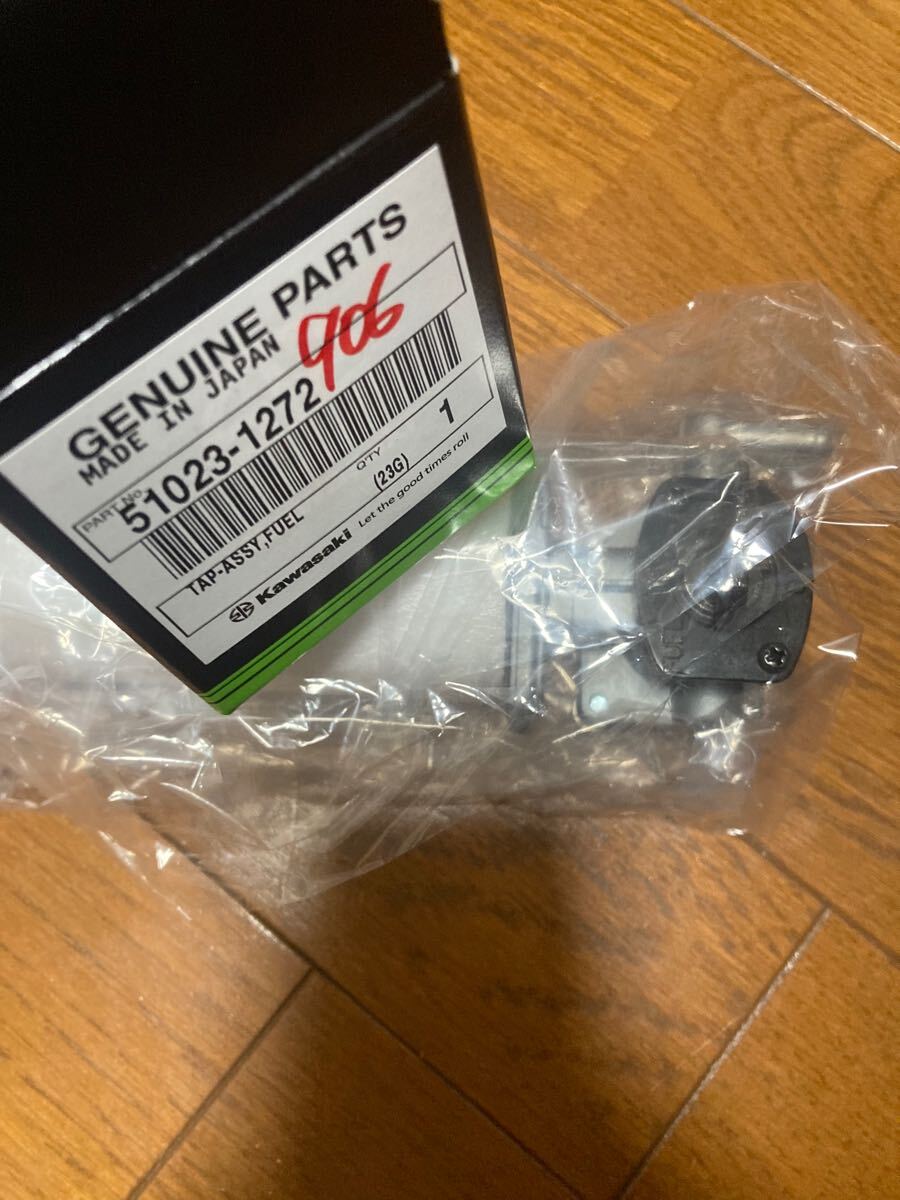 GENUINE PARTS
MADE IN JAPAN
906
PART NO.
51023-1272
Q'TY
1
TAP-ASSY,FUEL
(23G)
Kawasaki
Let the good times roll